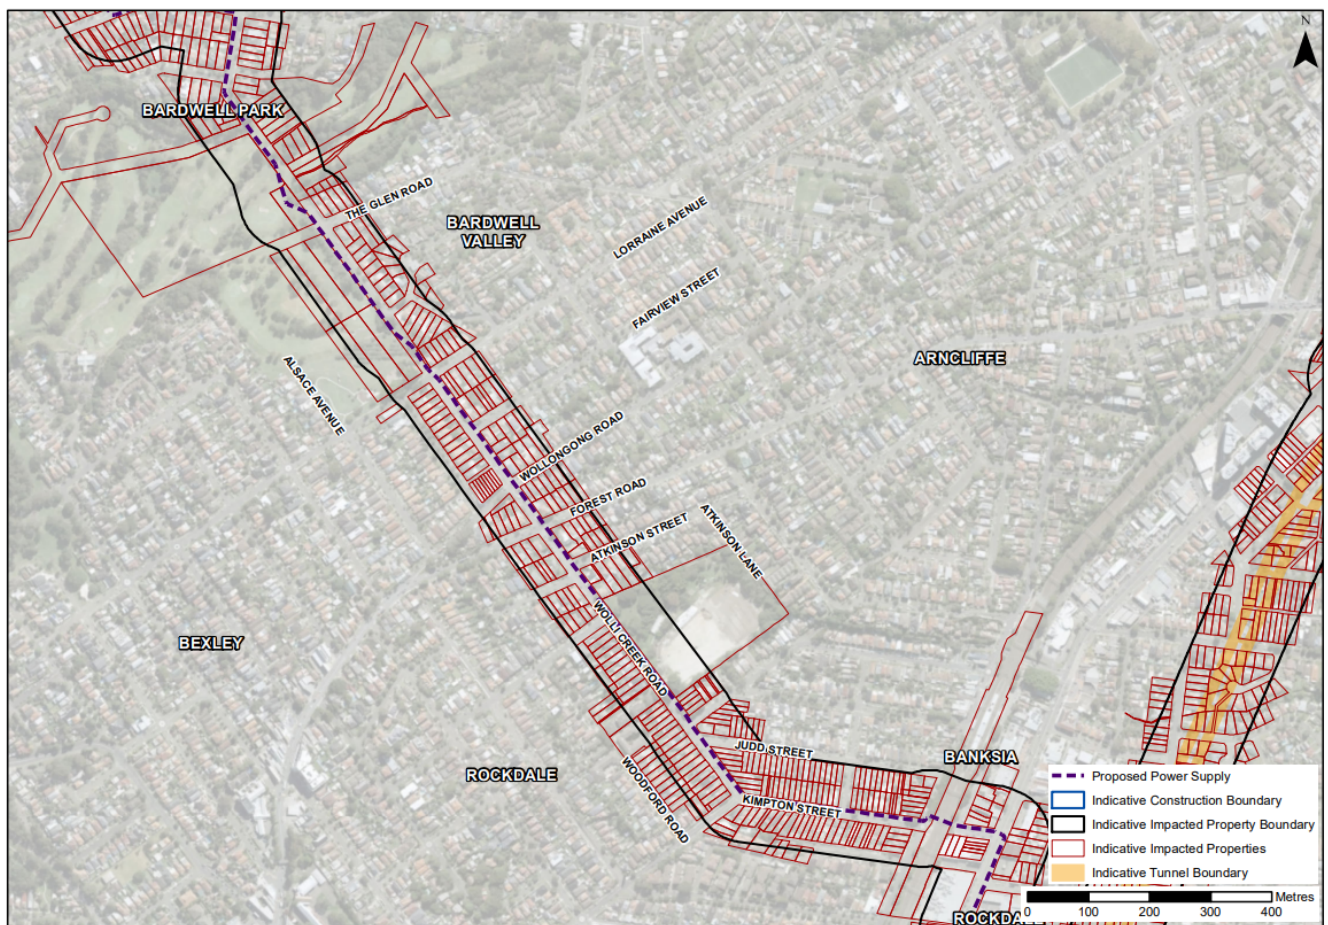 N
BARDWELL PARK
THE GLEN ROAD
BARDWELL
VALLEY
LORRAINE AVENUE
FAIRVIEW STREET
ARNCLIFFE
ALSACE AVENUE
WOLLONGONG ROAD
FOREST ROAD
ATKINSON STREET
ATKINSON LANE
WOLLI CREEK ROAD
BEXLEY
ROCKDALE
WOODFORD ROAD
JUDD STREET
KIMPTON STREET
BANKSIA
Proposed Power Supply
Indicative Construction Boundary
Indicative Impacted Property Boundary
Indicative Impacted Properties
Indicative Tunnel Boundary
Metres
0 100 200 300 400
ROCKDALE